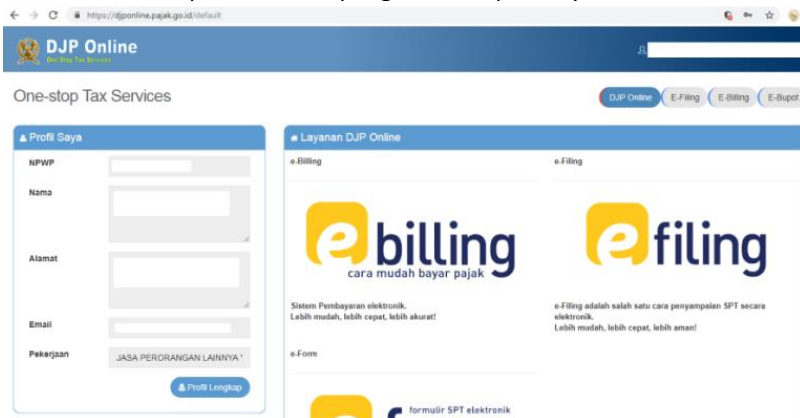 https://djponline.pajak.go.id/default
DJP Online
One Stop Tax Services
One-stop Tax Services
DJP Online
E-Filing
E-Billing
E-Bupot
Profil Saya
NPWP
Nama
Alamat
Email
Pekerjaan
JASA PERORANGAN LAINNYA
Profil Lengkap
Layanan DJP Online
e-Billing
e billing
cara mudah bayar pajak
Sistem Pembayaran elektronik.
Lebih mudah, lebih cepat, lebih akurat!
e-Filing
e filing
e-Filing adalah salah satu cara penyampaian SPT secara
elektronik.
Lebih mudah, lebih cepat, lebih aman!
e-Form
formulir SPT elektronik